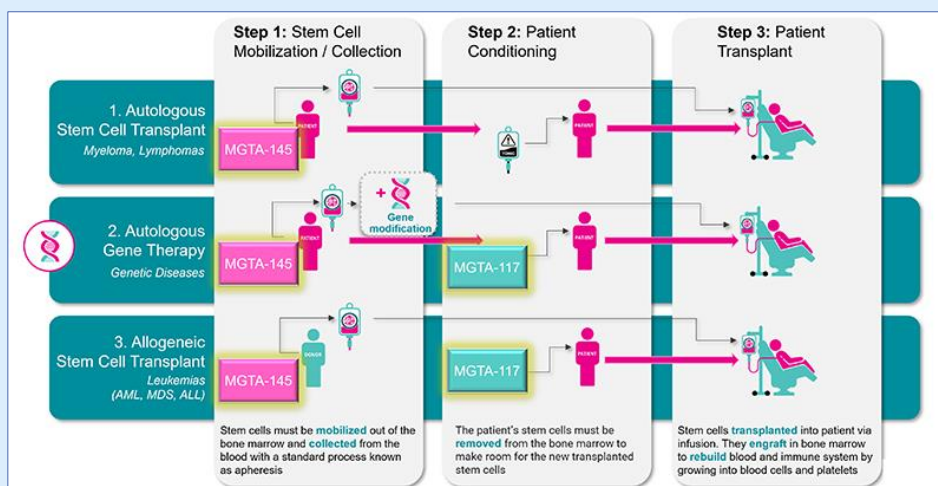 Step 1: Stem Cell
Mobilization / Collection
Step 2: Patient
Conditioning
Step 3: Patient
Transplant
1. Autologous
Stem Cell Transplant
Myeloma, Lymphomas
MGTA-145
PATIENT
PATIENT
2. Autologous
Gene Therapy
Genetic Diseases
MGTA-145
PATIENT
+
Gene
modification
MGTA-117
PATIENT
3. Allogeneic
Stem Cell Transplant
Leukemias
(AML, MDS, ALL)
MGTA-145
DONOR
MGTA-117
PATIENT
Stem cells must be mobilized out of the
bone marrow and collected from the
blood with a standard process known
as apheresis
The patient's stem cells must be
removed from the bone marrow to
make room for the new transplanted
stem cells
Stem cells transplanted into patient via
infusion. They engraft in bone marrow
to rebuild blood and immune system by
growing into blood cells and platelets